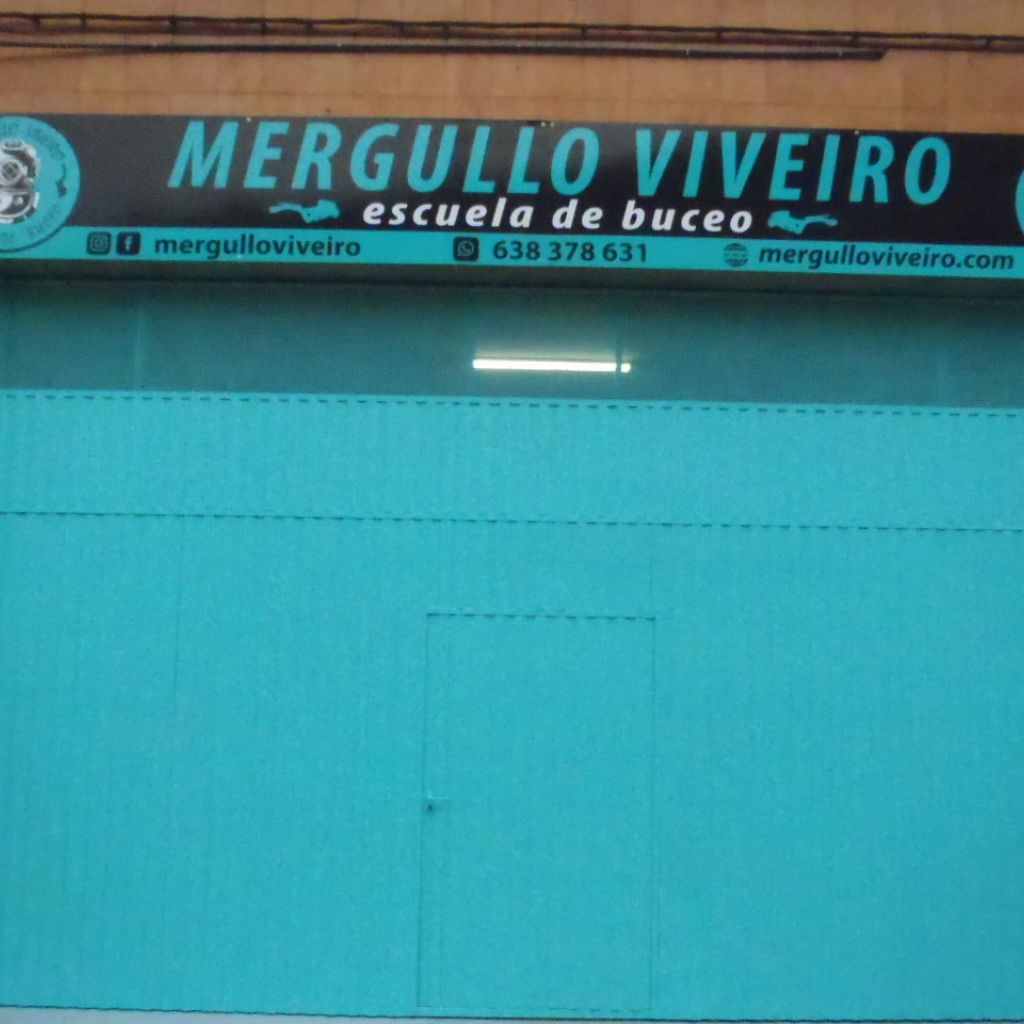 MERGULLO VIVEIRO
escuela de buceo
mergulloviveiro 638 378 631 mergulloviveiro.com